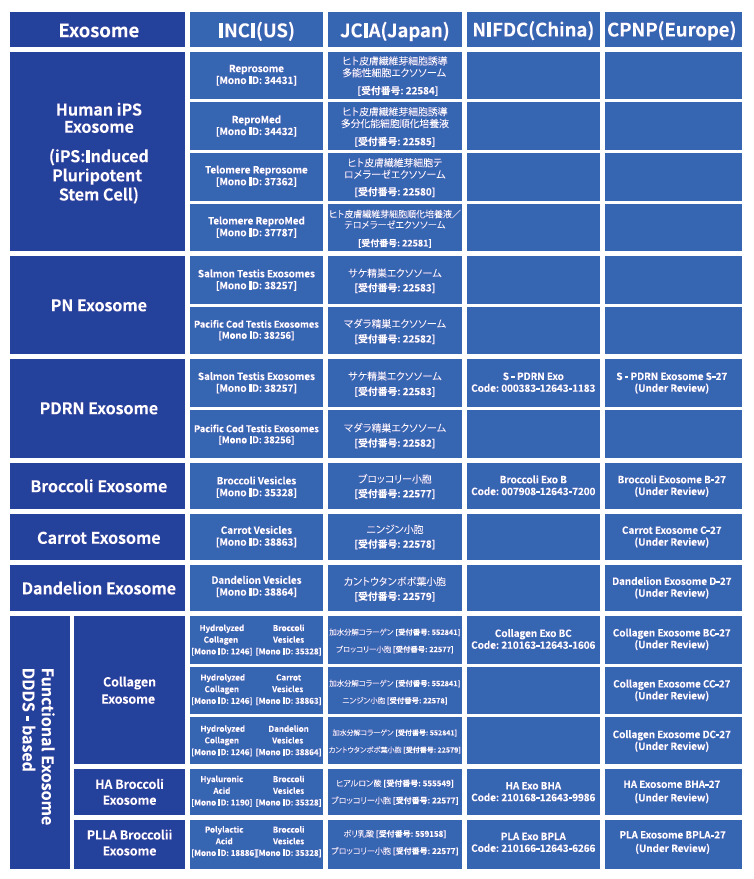 Exosome
INCI(US)
JCIA(Japan)
NIFDC(China)
CPNP(Europe)
Human iPS
Exosome
(iPS:Induced
Pluripotent
Stem Cell)
Reprosome
[Mono ID: 34431]
ヒト皮膚繊維芽細胞誘導
多能性細胞エクソソーム
[受付番号: 22584]
ReproMed
[Mono ID: 34432]
ヒト皮膚繊維芽細胞誘導
多分化能細胞順化培養液
[受付番号: 22585]
Telomere Reprosome
[Mono ID: 37362]
ヒト皮膚繊維芽細胞テ
ロメラーゼエクソソーム
[受付番号: 22580]
Telomere ReproMed
[Mono ID: 37787]
ヒト皮膚繊維芽細胞順化培養液／
テロメラーゼエクソソーム
[受付番号: 22581]
PN Exosome
Salmon Testis Exosomes
[Mono ID: 38257]
サケ精巣エクソソーム
[受付番号: 22583]
Pacific Cod Testis Exosomes
[Mono ID: 38256]
マダラ精巣エクソソーム
[受付番号: 22582]
PDRN Exosome
Salmon Testis Exosomes
[Mono ID: 38257]
サケ精巣エクソソーム
[受付番号: 22583]
S - PDRN Exo
Code: 000383-12643-1183
S - PDRN Exosome S-27
(Under Review)
Pacific Cod Testis Exosomes
[Mono ID: 38256]
マダラ精巣エクソソーム
[受付番号: 22582]
Broccoli Exosome
Broccoli Vesicles
[Mono ID: 35328]
ブロッコリー小胞
[受付番号: 22577]
Broccoli Exo B
Code: 007908-12643-7200
Broccoli Exosome B-27
(Under Review)
Carrot Exosome
Carrot Vesicles
[Mono ID: 38863]
ニンジン小胞
[受付番号: 22578]
Carrot Exosome C-27
(Under Review)
Dandelion Exosome
Dandelion Vesicles
[Mono ID: 38864]
カントウタンポポ葉小胞
[受付番号: 22579]
Dandelion Exosome D-27
(Under Review)
Functional Exosome
DDDS - based
Collagen
Exosome
Hydrolyzed Broccoli
Collagen Vesicles
[Mono ID: 1246] [Mono ID: 35328]
加水分解コラーゲン [受付番号: 552841]
ブロッコリー小胞 [受付番号: 22577]
Collagen Exo BC
Code: 210163-12643-1606
Collagen Exosome BC-27
(Under Review)
Hydrolyzed Carrot
Collagen Vesicles
[Mono ID: 1246] [Mono ID: 38863]
加水分解コラーゲン [受付番号: 552841]
ニンジン小胞 [受付番号: 22578]
Collagen Exosome CC-27
(Under Review)
Hydrolyzed Dandelion
Collagen Vesicles
[Mono ID: 1246] [Mono ID: 38864]
加水分解コラーゲン [受付番号: 552841]
カントウタンポポ葉小胞 [受付番号: 22579]
Collagen Exosome DC-27
(Under Review)
HA Broccoli
Exosome
Hyaluronic Broccoli
Acid Vesicles
[Mono ID: 1190] [Mono ID: 35328]
ヒアルロン酸 [受付番号: 555549]
ブロッコリー小胞 [受付番号: 22577]
HA Exo BHA
Code: 210168-12643-9986
HA Exosome BHA-27
(Under Review)
PLLA Broccolii
Exosome
Polylactic Broccoli
Acid Vesicles
[Mono ID: 18886][Mono ID: 35328]
ポリ乳酸 [受付番号: 559158]
ブロッコリー小胞 [受付番号: 22577]
PLA Exo BPLA
Code: 210166-12643-6266
PLA Exosome BPLA-27
(Under Review)